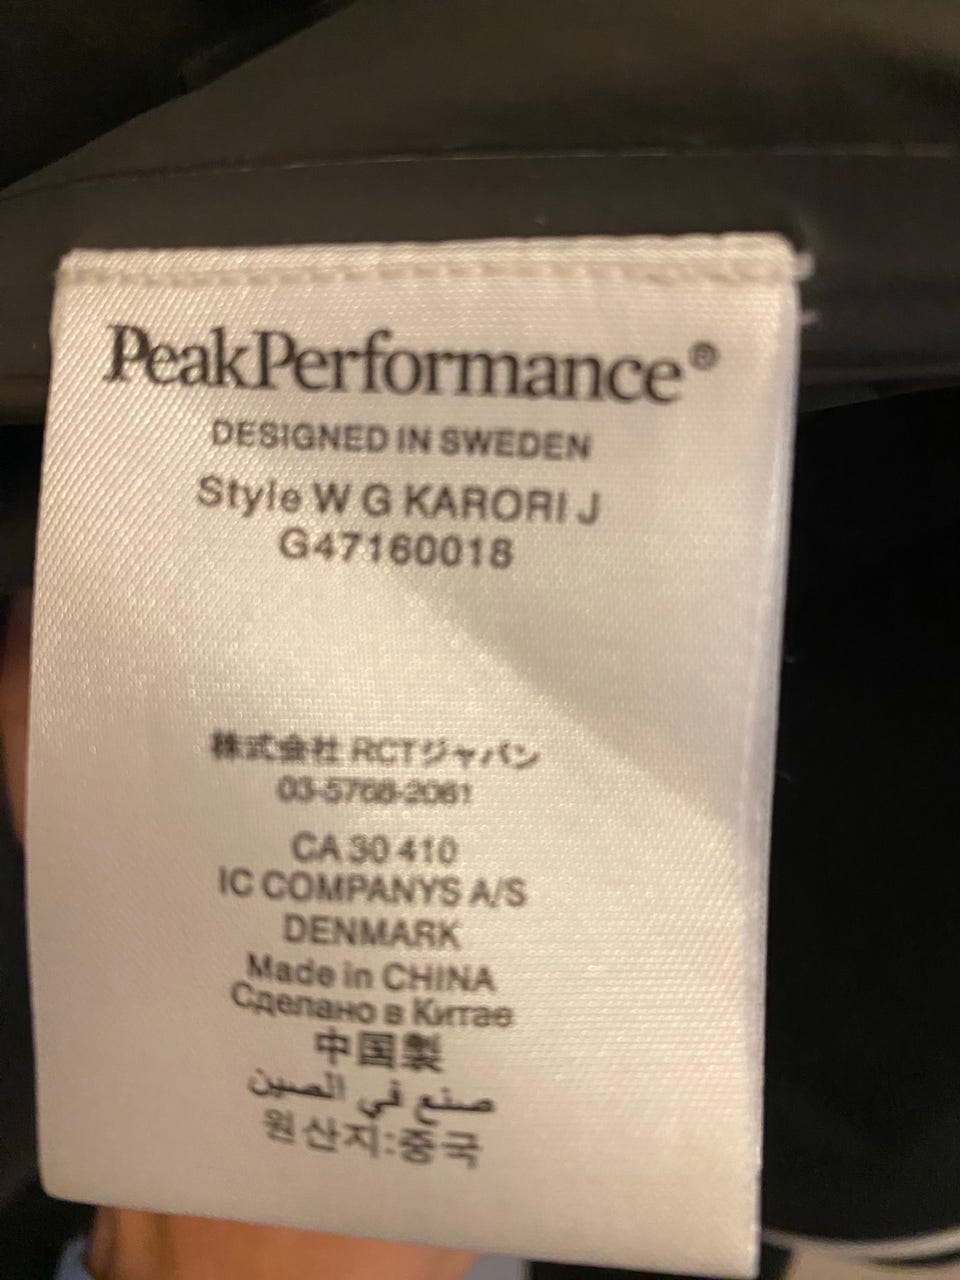 PeakPerformance®
DESIGNED IN SWEDEN
Style W G KARORI J
G47160018
株式会社 RCTジャパン
03-5768-2061
CA 30 410
IC COMPANYS A/S
DENMARK
Made in CHINA
Сделано в Китае
中国製
صنع في الصين
원산지:중국